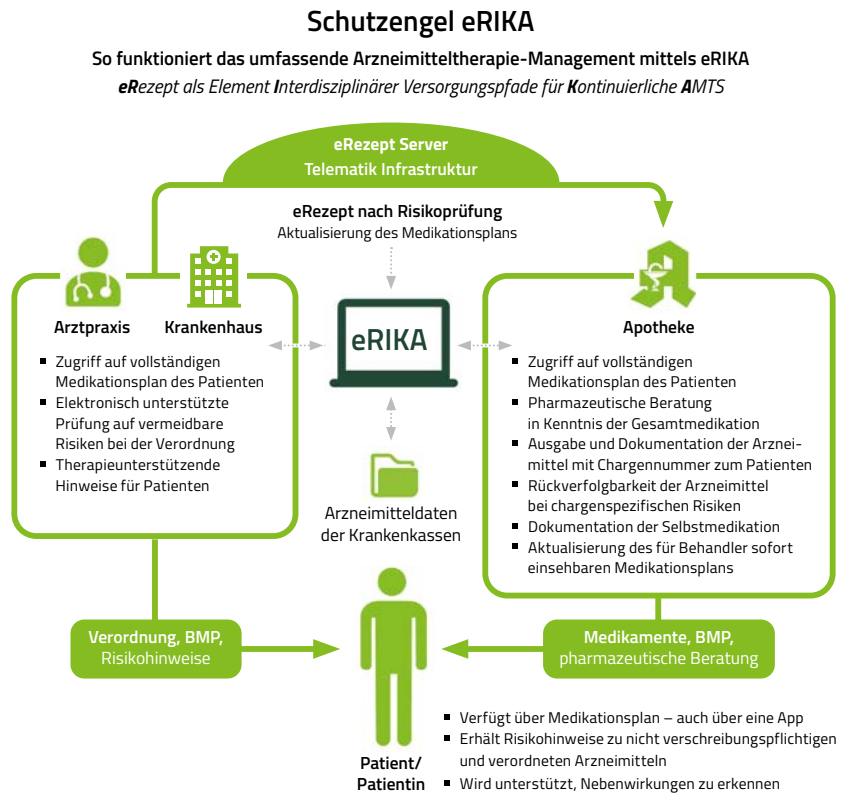 Schutzengel eRIKA
So funktioniert das umfassende Arzneimitteltherapie-Management mittels eRIKA
eRezept als Element Interdisziplinärer Versorgungspfade für Kontinuierliche AMTS
eRezept Server
Telematik Infrastruktur
eRezept nach Risikoprüfung
Aktualisierung des Medikationsplans
Arztpraxis
Krankenhaus
▪ Zugriff auf vollständigen
Medikationsplan des Patienten
▪ Elektronisch unterstützte
Prüfung auf vermeidbare
Risiken bei der Verordnung
▪ Therapieunterstützende
Hinweise für Patienten
eRIKA
Arzneimitteldaten
der Krankenkassen
Apotheke
▪ Zugriff auf vollständigen
Medikationsplan des Patienten
▪ Pharmazeutische Beratung
in Kenntnis der Gesamtmedikation
▪ Ausgabe und Dokumentation der Arznei-
mittel mit Chargennummer zum Patienten
▪ Rückverfolgbarkeit der Arzneimittel
bei chargenspezifischen Risiken
▪ Dokumentation der Selbstmedikation
▪ Aktualisierung des für Behandler sofort
einsehbaren Medikationsplans
Verordnung, BMP,
Risikohinweise
Medikamente, BMP,
pharmazeutische Beratung
Patient/
Patientin
▪ Verfügt über Medikationsplan – auch über eine App
▪ Erhält Risikohinweise zu nicht verschreibungspflichtigen
und verordneten Arzneimitteln
▪ Wird unterstützt, Nebenwirkungen zu erkennen